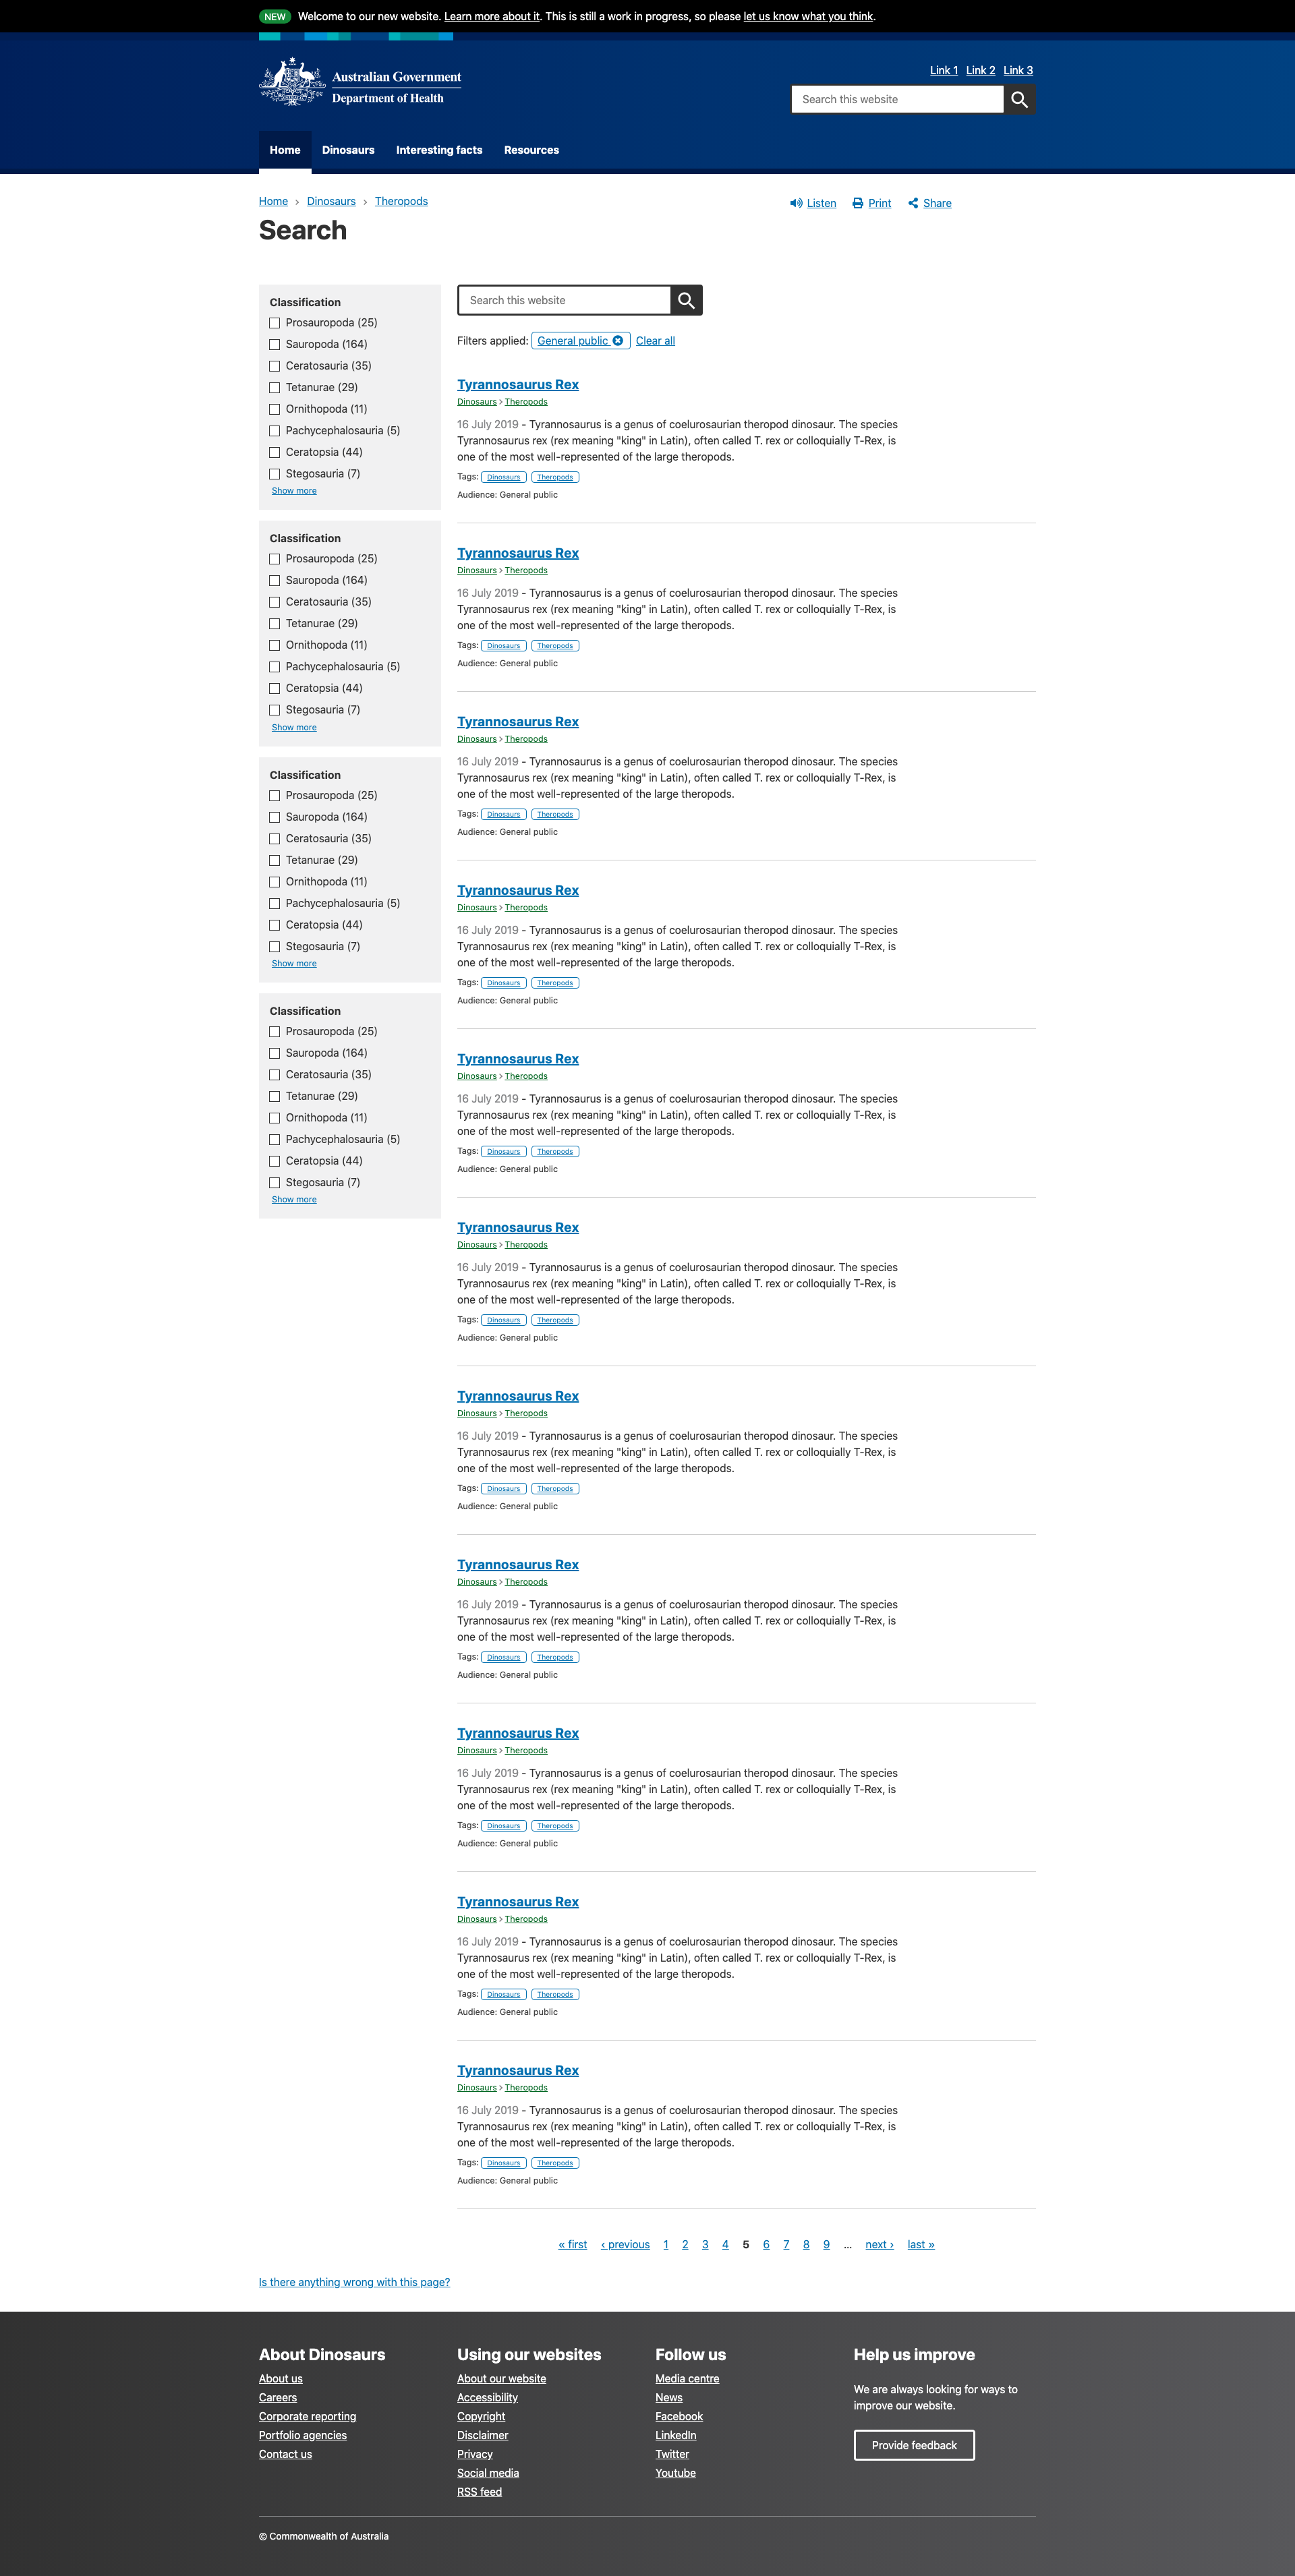 NEW Welcome to our new website. Learn more about it. This is still a work in progress, so please let us know what you think.
Australian Government
Department of Health
Link 1 Link 2 Link 3
Search this website
Home Dinosaurs Interesting facts Resources
Home › Dinosaurs › Theropods
Listen Print Share
Search
Classification
Prosauropoda (25)
Sauropoda (164)
Ceratosauria (35)
Tetanurae (29)
Ornithopoda (11)
Pachycephalosauria (5)
Ceratopsia (44)
Stegosauria (7)
Show more
Classification
Prosauropoda (25)
Sauropoda (164)
Ceratosauria (35)
Tetanurae (29)
Ornithopoda (11)
Pachycephalosauria (5)
Ceratopsia (44)
Stegosauria (7)
Show more
Classification
Prosauropoda (25)
Sauropoda (164)
Ceratosauria (35)
Tetanurae (29)
Ornithopoda (11)
Pachycephalosauria (5)
Ceratopsia (44)
Stegosauria (7)
Show more
Classification
Prosauropoda (25)
Sauropoda (164)
Ceratosauria (35)
Tetanurae (29)
Ornithopoda (11)
Pachycephalosauria (5)
Ceratopsia (44)
Stegosauria (7)
Show more
Search this website
Filters applied: General public Clear all
Tyrannosaurus Rex
Dinosaurs › Theropods
16 July 2019 - Tyrannosaurus is a genus of coelurosaurian theropod dinosaur. The species
Tyrannosaurus rex (rex meaning "king" in Latin), often called T. rex or colloquially T-Rex, is
one of the most well-represented of the large theropods.
Tags: Dinosaurs Theropods
Audience: General public
Tyrannosaurus Rex
Dinosaurs › Theropods
16 July 2019 - Tyrannosaurus is a genus of coelurosaurian theropod dinosaur. The species
Tyrannosaurus rex (rex meaning "king" in Latin), often called T. rex or colloquially T-Rex, is
one of the most well-represented of the large theropods.
Tags: Dinosaurs Theropods
Audience: General public
Tyrannosaurus Rex
Dinosaurs › Theropods
16 July 2019 - Tyrannosaurus is a genus of coelurosaurian theropod dinosaur. The species
Tyrannosaurus rex (rex meaning "king" in Latin), often called T. rex or colloquially T-Rex, is
one of the most well-represented of the large theropods.
Tags: Dinosaurs Theropods
Audience: General public
Tyrannosaurus Rex
Dinosaurs › Theropods
16 July 2019 - Tyrannosaurus is a genus of coelurosaurian theropod dinosaur. The species
Tyrannosaurus rex (rex meaning "king" in Latin), often called T. rex or colloquially T-Rex, is
one of the most well-represented of the large theropods.
Tags: Dinosaurs Theropods
Audience: General public
Tyrannosaurus Rex
Dinosaurs › Theropods
16 July 2019 - Tyrannosaurus is a genus of coelurosaurian theropod dinosaur. The species
Tyrannosaurus rex (rex meaning "king" in Latin), often called T. rex or colloquially T-Rex, is
one of the most well-represented of the large theropods.
Tags: Dinosaurs Theropods
Audience: General public
Tyrannosaurus Rex
Dinosaurs › Theropods
16 July 2019 - Tyrannosaurus is a genus of coelurosaurian theropod dinosaur. The species
Tyrannosaurus rex (rex meaning "king" in Latin), often called T. rex or colloquially T-Rex, is
one of the most well-represented of the large theropods.
Tags: Dinosaurs Theropods
Audience: General public
Tyrannosaurus Rex
Dinosaurs › Theropods
16 July 2019 - Tyrannosaurus is a genus of coelurosaurian theropod dinosaur. The species
Tyrannosaurus rex (rex meaning "king" in Latin), often called T. rex or colloquially T-Rex, is
one of the most well-represented of the large theropods.
Tags: Dinosaurs Theropods
Audience: General public
Tyrannosaurus Rex
Dinosaurs › Theropods
16 July 2019 - Tyrannosaurus is a genus of coelurosaurian theropod dinosaur. The species
Tyrannosaurus rex (rex meaning "king" in Latin), often called T. rex or colloquially T-Rex, is
one of the most well-represented of the large theropods.
Tags: Dinosaurs Theropods
Audience: General public
Tyrannosaurus Rex
Dinosaurs › Theropods
16 July 2019 - Tyrannosaurus is a genus of coelurosaurian theropod dinosaur. The species
Tyrannosaurus rex (rex meaning "king" in Latin), often called T. rex or colloquially T-Rex, is
one of the most well-represented of the large theropods.
Tags: Dinosaurs Theropods
Audience: General public
Tyrannosaurus Rex
Dinosaurs › Theropods
16 July 2019 - Tyrannosaurus is a genus of coelurosaurian theropod dinosaur. The species
Tyrannosaurus rex (rex meaning "king" in Latin), often called T. rex or colloquially T-Rex, is
one of the most well-represented of the large theropods.
Tags: Dinosaurs Theropods
Audience: General public
Tyrannosaurus Rex
Dinosaurs › Theropods
16 July 2019 - Tyrannosaurus is a genus of coelurosaurian theropod dinosaur. The species
Tyrannosaurus rex (rex meaning "king" in Latin), often called T. rex or colloquially T-Rex, is
one of the most well-represented of the large theropods.
Tags: Dinosaurs Theropods
Audience: General public
« first ‹ previous 1 2 3 4 5 6 7 8 9 … next › last »
Is there anything wrong with this page?
About Dinosaurs
About us
Careers
Corporate reporting
Portfolio agencies
Contact us
Using our websites
About our website
Accessibility
Copyright
Disclaimer
Privacy
Social media
RSS feed
Follow us
Media centre
News
Facebook
LinkedIn
Twitter
Youtube
Help us improve
We are always looking for ways to
improve our website.
Provide feedback
© Commonwealth of Australia